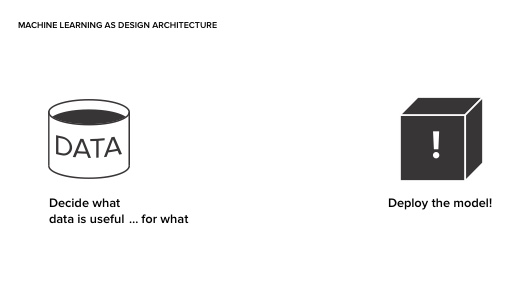 MACHINE LEARNING AS DESIGN ARCHITECTURE
DATA
!
Decide what
data is useful ... for what
Deploy the model!